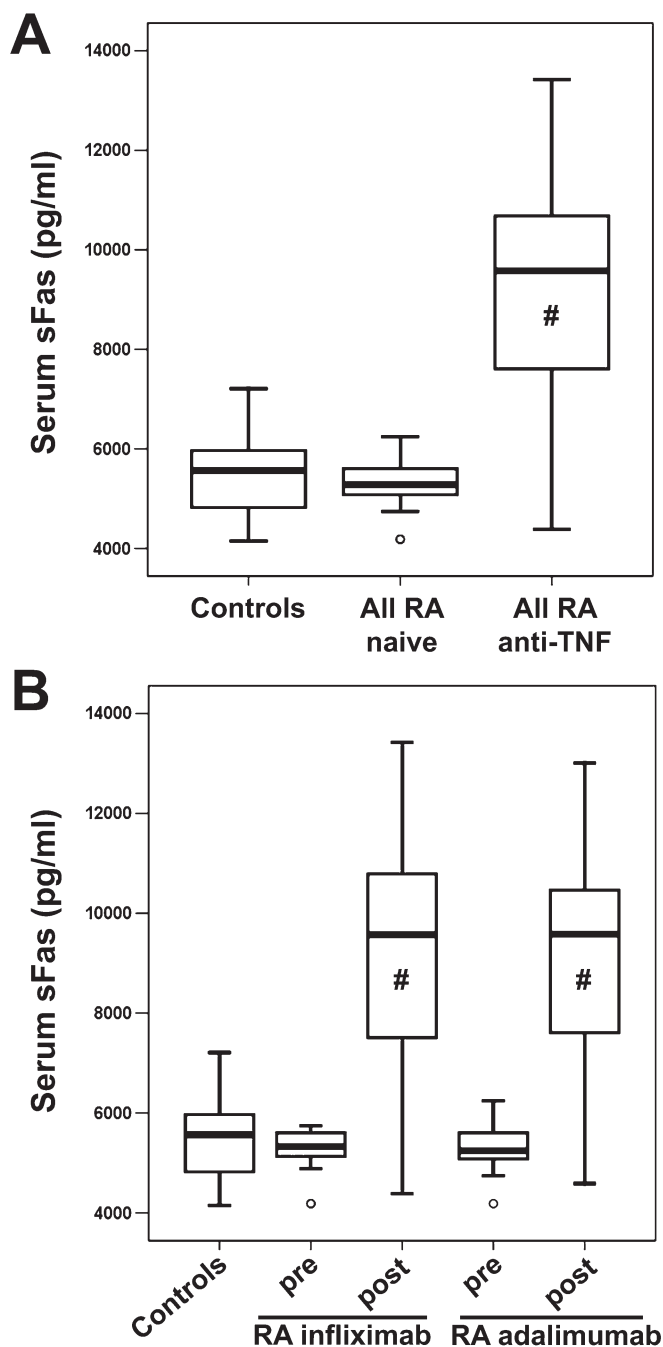 A
14000
12000
10000
8000
6000
4000
Serum sFas (pg/ml)
#
Controls
All RA
naive
All RA
anti-TNF
B
14000
12000
10000
8000
6000
4000
Serum sFas (pg/ml)
#
#
Controls
pre
post
pre
post
RA infliximab
RA adalimumab